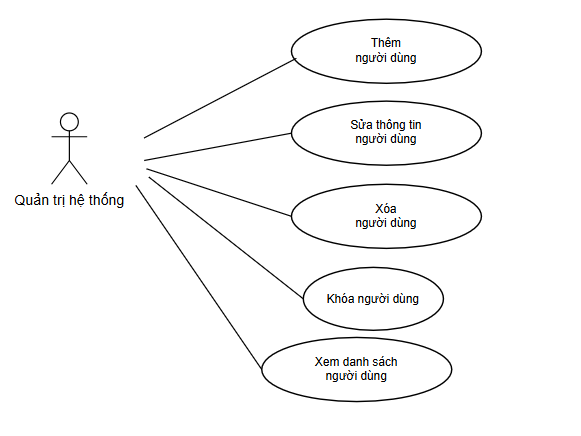 Thêm
người dùng
Sửa thông tin
người dùng
Quản trị hệ thống
Xóa
người dùng
Khóa người dùng
Xem danh sách
người dùng